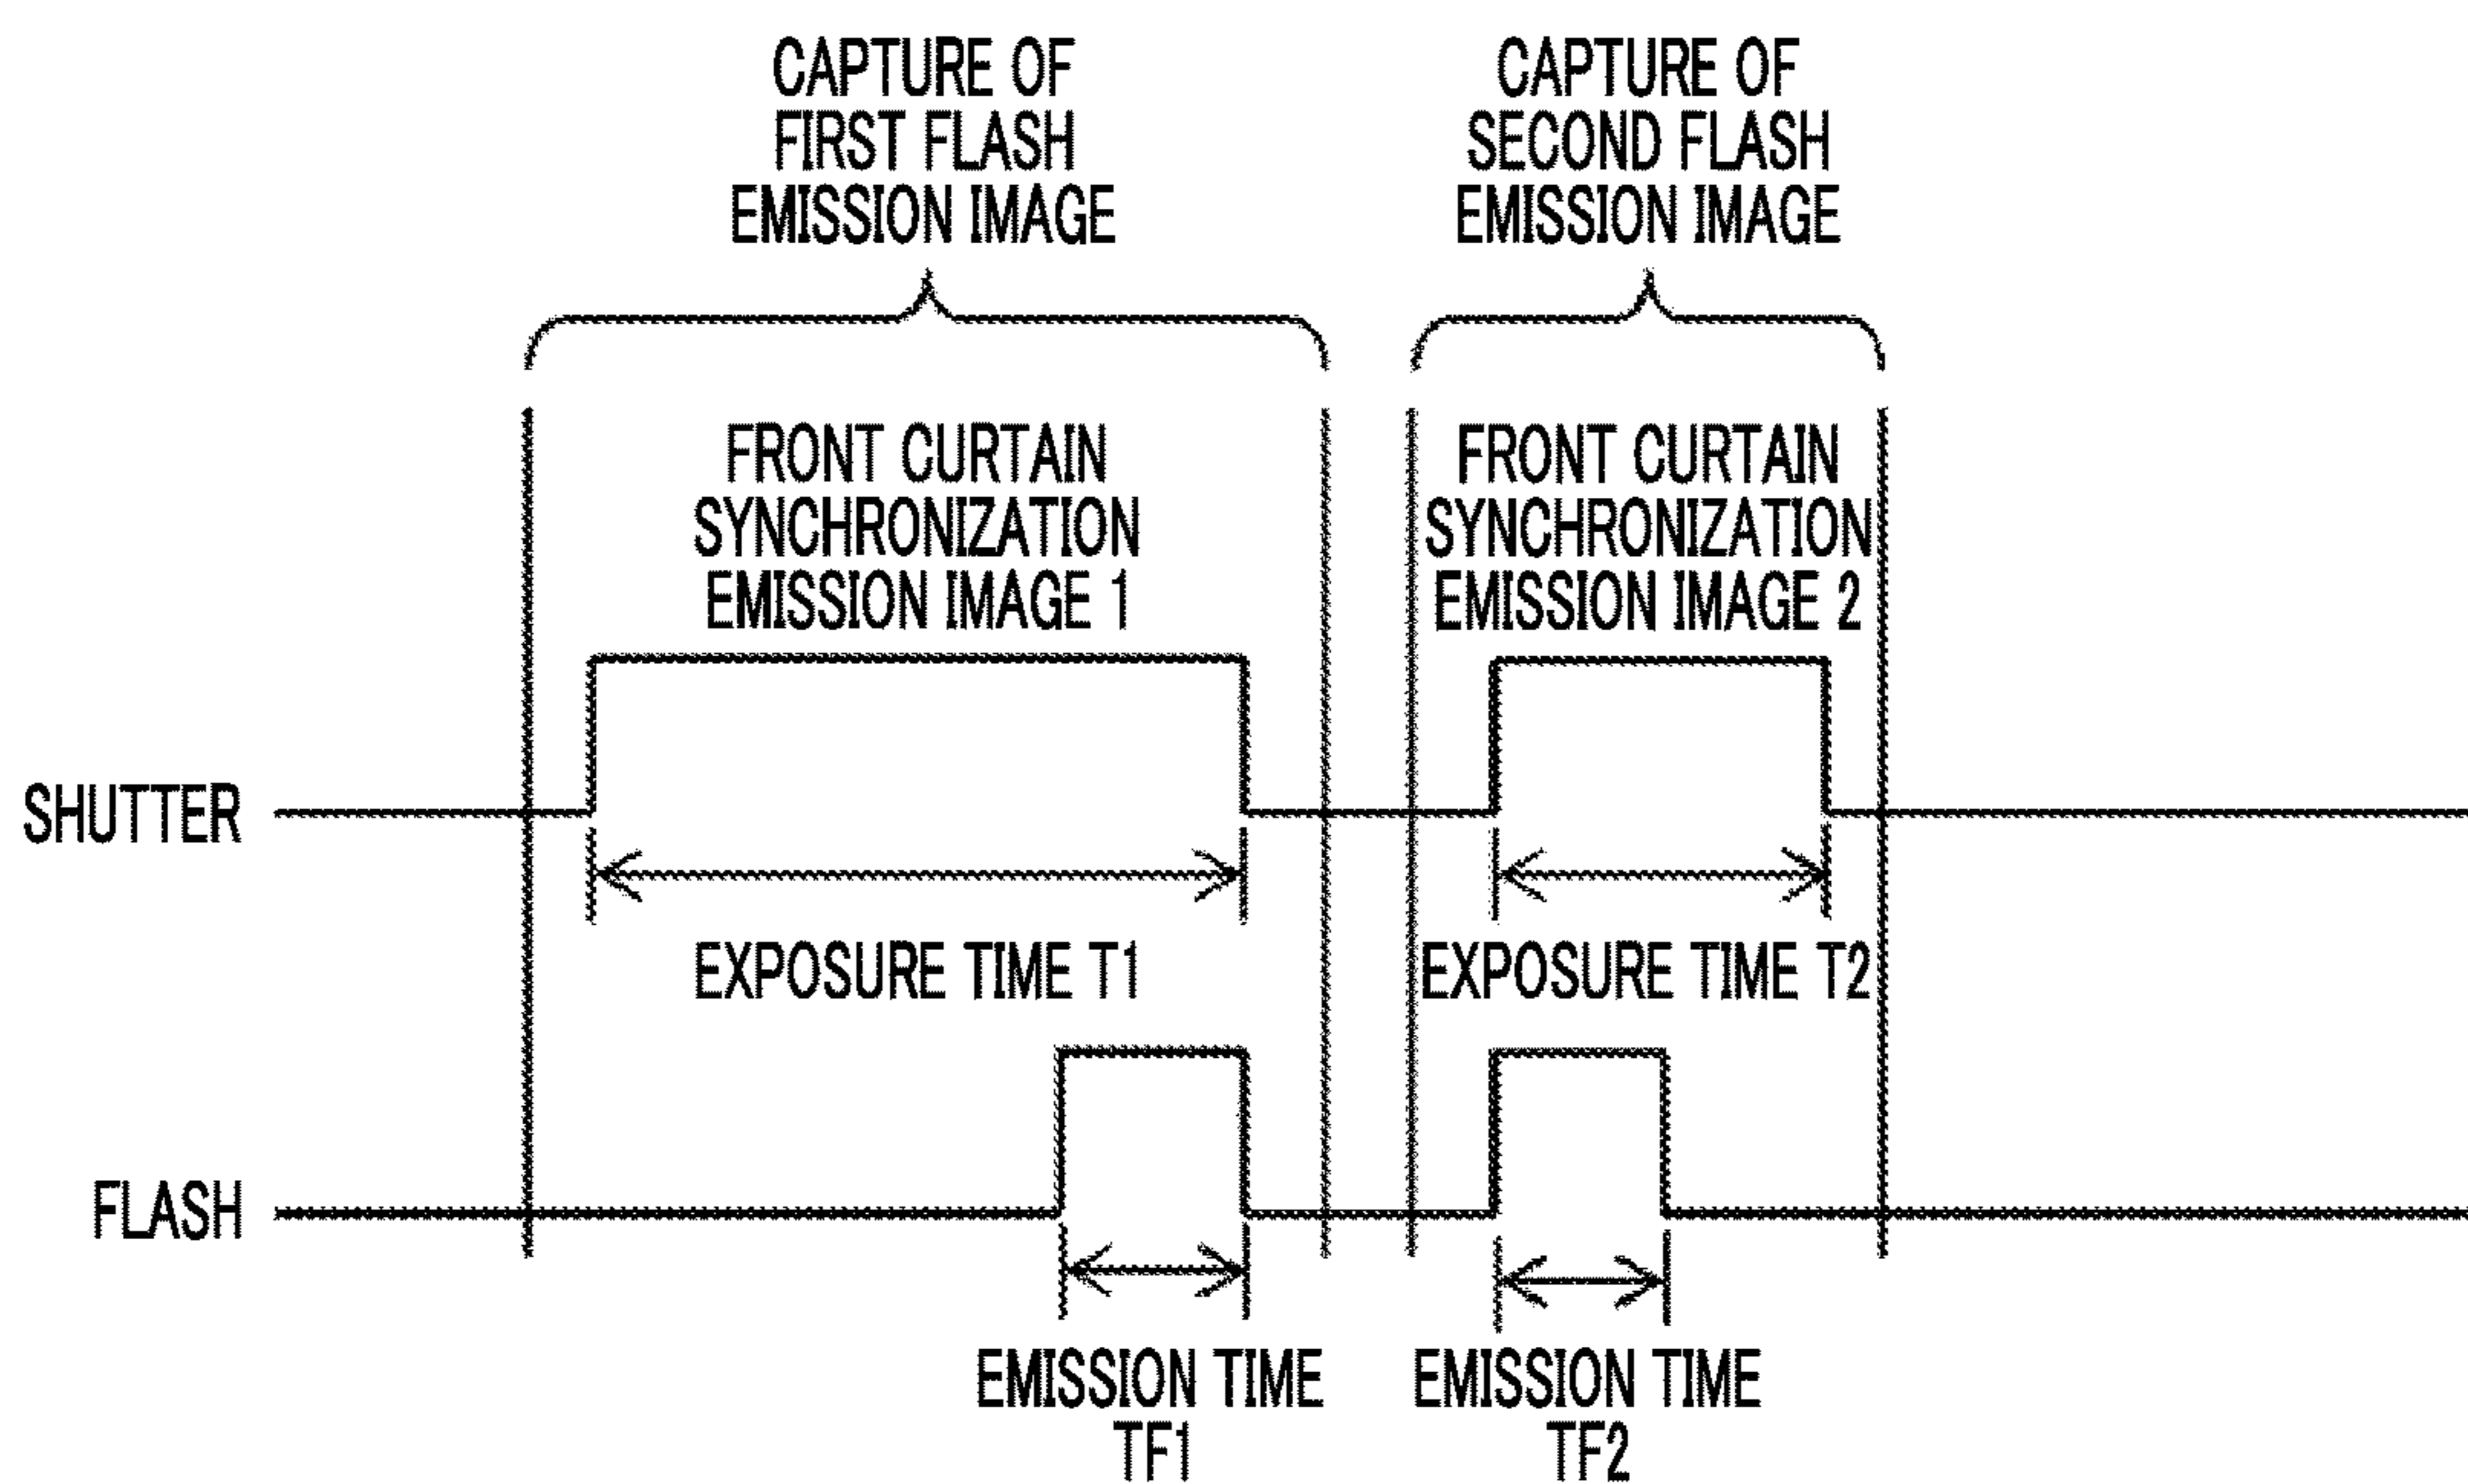 CAPTURE OF
FIRST FLASH
EMISSION IMAGE
CAPTURE OF
SECOND FLASH
EMISSION IMAGE
FRONT CURTAIN
SYNCHRONIZATION
EMISSION IMAGE 1
FRONT CURTAIN
SYNCHRONIZATION
EMISSION IMAGE 2
SHUTTER
EXPOSURE TIME T1
EXPOSURE TIME T2
FLASH
EMISSION TIME
TF1
EMISSION TIME
TF2